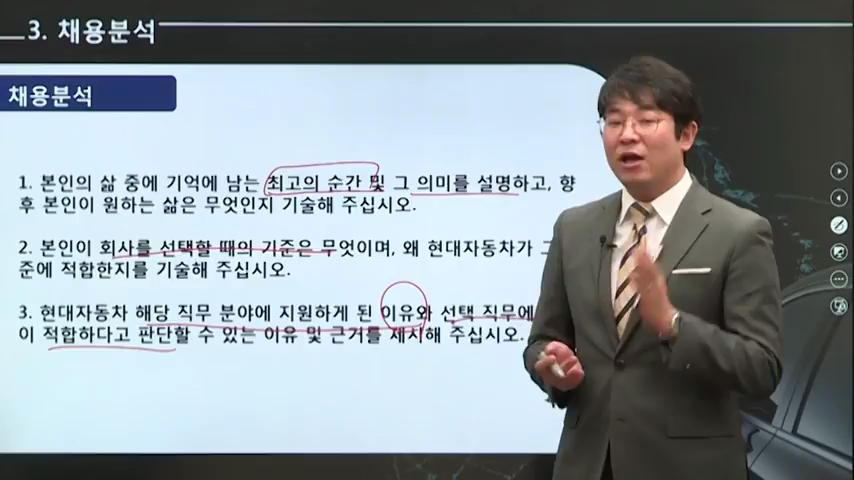 3. 채용분석
채용분석
1. 본인의 삶 중에 기억에 남는 최고의 순간 및 그 의미를 설명하고, 향
후 본인이 원하는 삶은 무엇인지 기술해 주십시오.
2. 본인이 회사를 선택할 때의 기준은 무엇이며, 왜 현대자동차가 그
준에 적합한지를 기술해 주십시오.
3. 현대자동차 해당 직무 분야에 지원하게 된 이유와 선택 직무에
이 적합하다고 판단할 수 있는 이유 및 근거를 제시해 주십시오.